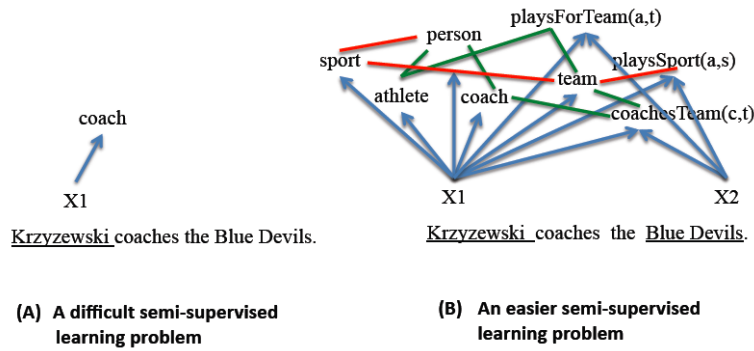 coach
X1
Krzyzewski coaches the Blue Devils.
(A) A difficult semi-supervised
learning problem
playsForTeam(a,t)
person
sport
playsSport(a,s)
team
athlete
coach
coachesTeam(c,t)
X1
X2
Krzyzewski coaches the Blue Devils.
(B) An easier semi-supervised
learning problem